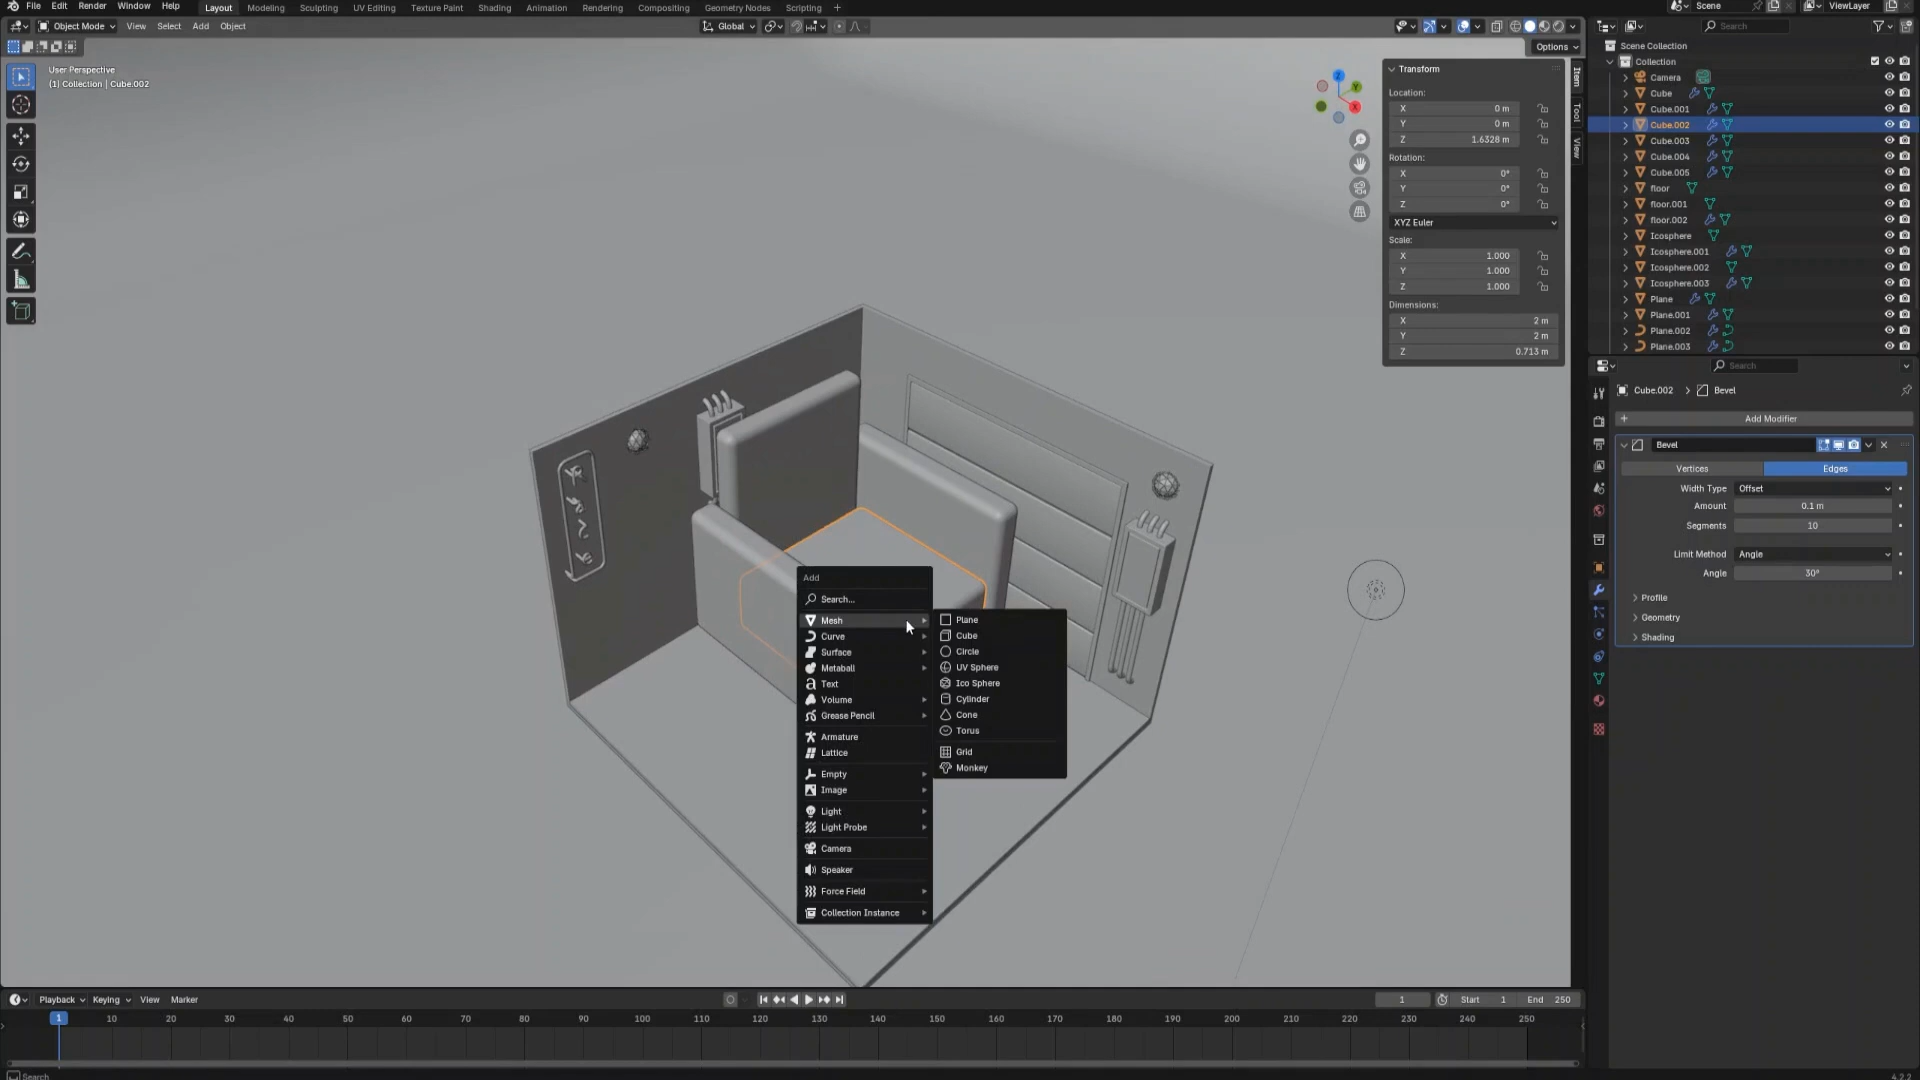 File Edit Render Window Help Layout Modeling Sculpting UV Editing Texture Paint Shading Animation Rendering Compositing Geometry Nodes Scripting + Scene ViewLayer
Object Mode View Select Add Object Global Search
Options
User Perspective
(1) Collection | Cube.002
Transform
Location:
X 0 m
Y 0 m
Z 1.6328 m
Rotation:
X 0°
Y 0°
Z 0°
XYZ Euler
Scale:
X 1.000
Y 1.000
Z 1.000
Dimensions:
X 2 m
Y 2 m
Z 0.713 m
Item
Tool
View
Z
Y
X
Scene Collection
Collection
Camera
Cube
Cube.001
Cube.002
Cube.003
Cube.004
Cube.005
floor
floor.001
floor.002
Icosphere
Icosphere.001
Icosphere.002
Icosphere.003
Plane
Plane.001
Plane.002
Plane.003
Search
Cube.002 > Bevel
+ Add Modifier
Bevel
Vertices Edges
Width Type Offset
Amount 0.1 m
Segments 10
Limit Method Angle
Angle 30°
Profile
Geometry
Shading
Add
Search...
Mesh
Curve
Surface
Metaball
Text
Volume
Grease Pencil
Armature
Lattice
Empty
Image
Light
Light Probe
Camera
Speaker
Force Field
Collection Instance
Plane
Cube
Circle
UV Sphere
Ico Sphere
Cylinder
Cone
Torus
Grid
Monkey
Playback Keying View Marker 1 Start 1 End 250
1 10 20 30 40 50 60 70 80 90 100 110 120 130 140 150 160 170 180 190 200 210 220 230 240 250
Search
4.2.2